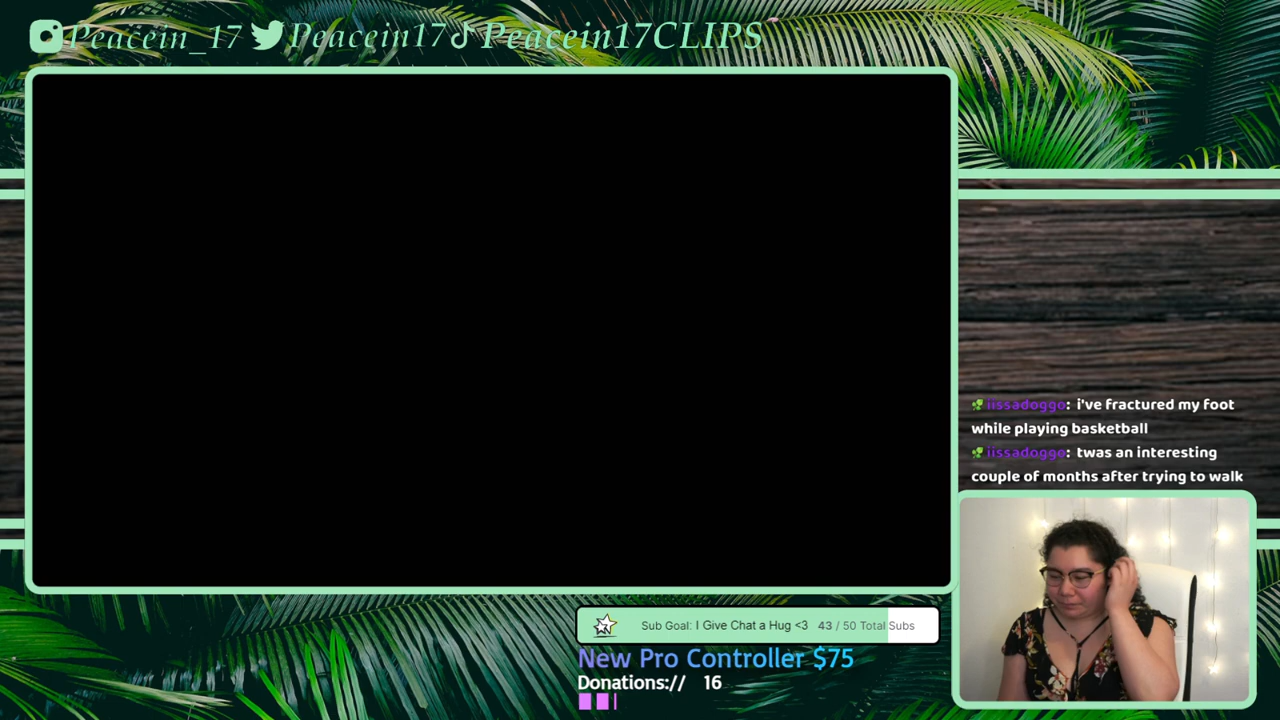 Peacein_17 Peacein17 Peacein17CLIPS
iissadoggo: i've fractured my foot
while playing basketball
iissadoggo: twas an interesting
couple of months after trying to walk
Sub Goal: I Give Chat a Hug <3 43 / 50 Total Subs
New Pro Controller $75
Donations:// 16